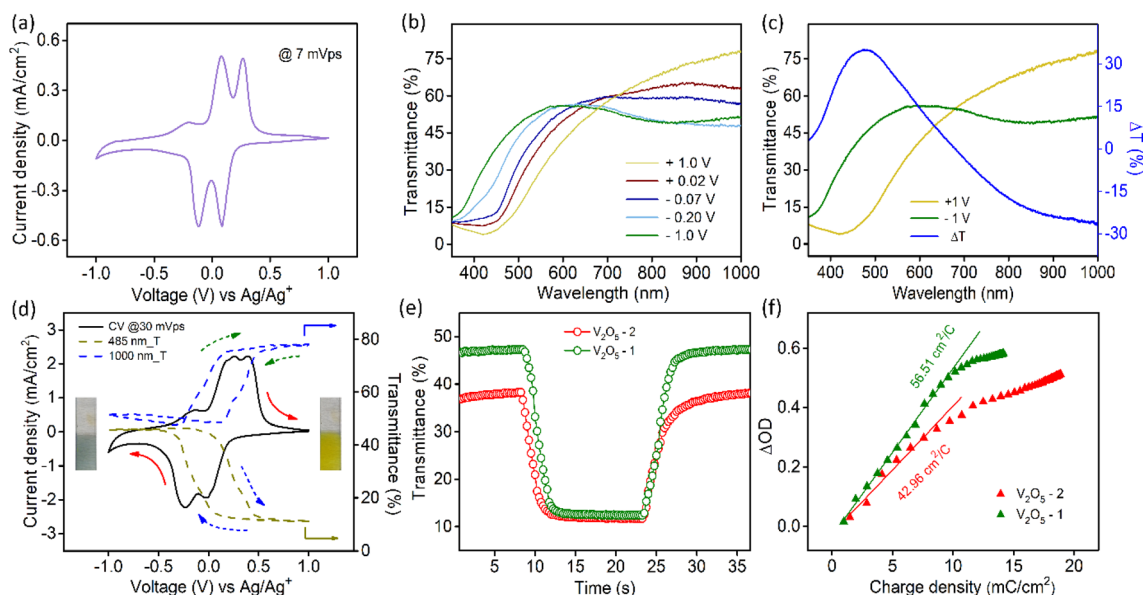 (a)
@ 7 mVps
Current density (mA/cm²)
0.6
0.3
0.0
-0.3
-0.6
-1.0 -0.5 0.0 0.5 1.0
Voltage (V) vs Ag/Ag⁺
(b)
Transmittance (%)
75
60
45
30
15
0
+ 1.0 V
+ 0.02 V
- 0.07 V
- 0.20 V
- 1.0 V
400 500 600 700 800 900 1000
Wavelength (nm)
(c)
Transmittance (%)
75
60
45
30
15
0
+1 V
- 1 V
ΔT
ΔT (%)
35
15
0
-15
-30
400 500 600 700 800 900 1000
Wavelength (nm)
(d)
CV @30 mVps
485 nm_T
1000 nm_T
Current density (mA/cm²)
3
2
1
0
-1
-2
-3
Transmittance (%)
80
60
40
20
0
-1.0 -0.5 0.0 0.5 1.0
Voltage (V) vs Ag/Ag⁺
(e)
V₂O₅ - 2
V₂O₅ - 1
Transmittance (%)
50
40
30
20
10
5 10 15 20 25 30 35
Time (s)
(f)
56.51 cm²/C
42.96 cm²/C
V₂O₅ - 2
V₂O₅ - 1
ΔOD
0.6
0.4
0.2
0.0
0 5 10 15 20
Charge density (mC/cm²)